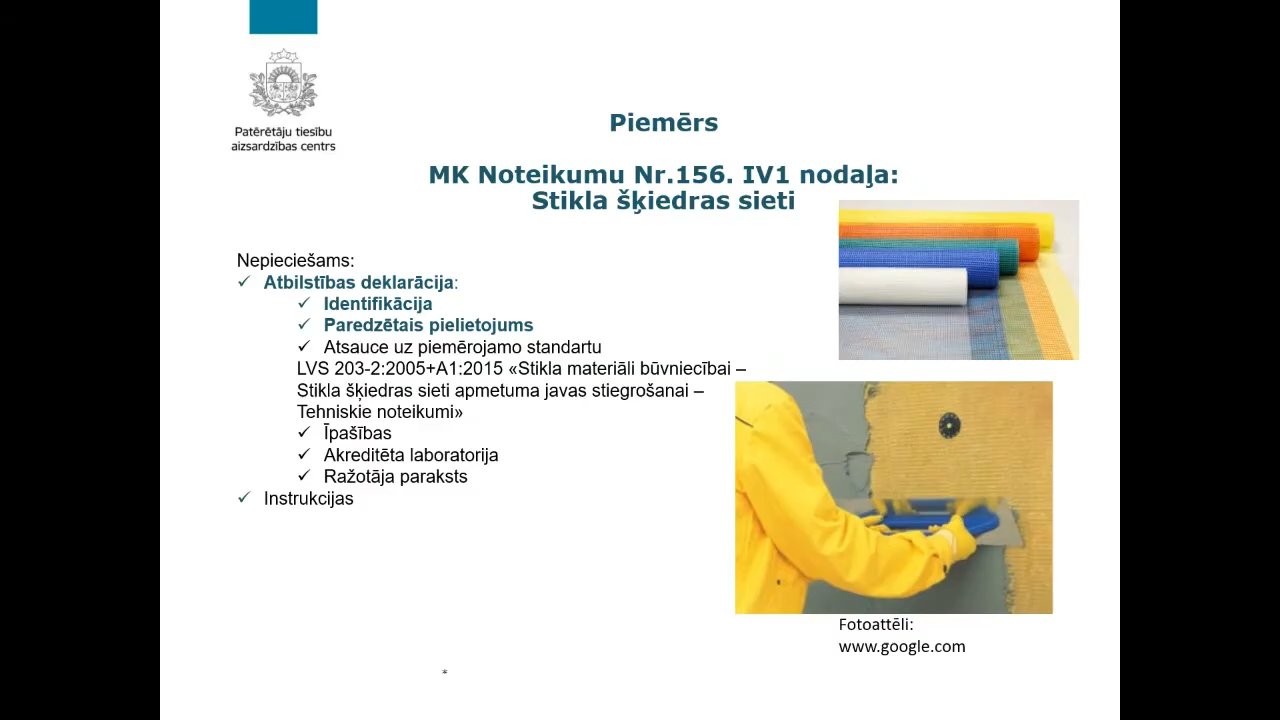 Patērētāju tiesību
aizsardzības centrs
Piemērs
MK Noteikumu Nr.156. IV1 nodaļa:
Stikla šķiedras sieti
Nepieciešams:
✓ Atbilstības deklarācija:
✓ Identifikācija
✓ Paredzētais pielietojums
✓ Atsauce uz piemērojamo standartu
LVS 203-2:2005+A1:2015 «Stikla materiāli būvniecībai –
Stikla šķiedras sieti apmetuma javas stiegrošanai –
Tehniskie noteikumi»
✓ Īpašības
✓ Akreditēta laboratorija
✓ Ražotāja paraksts
✓ Instrukcijas
Fotoattēli:
www.google.com
*